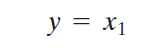 y = x₁